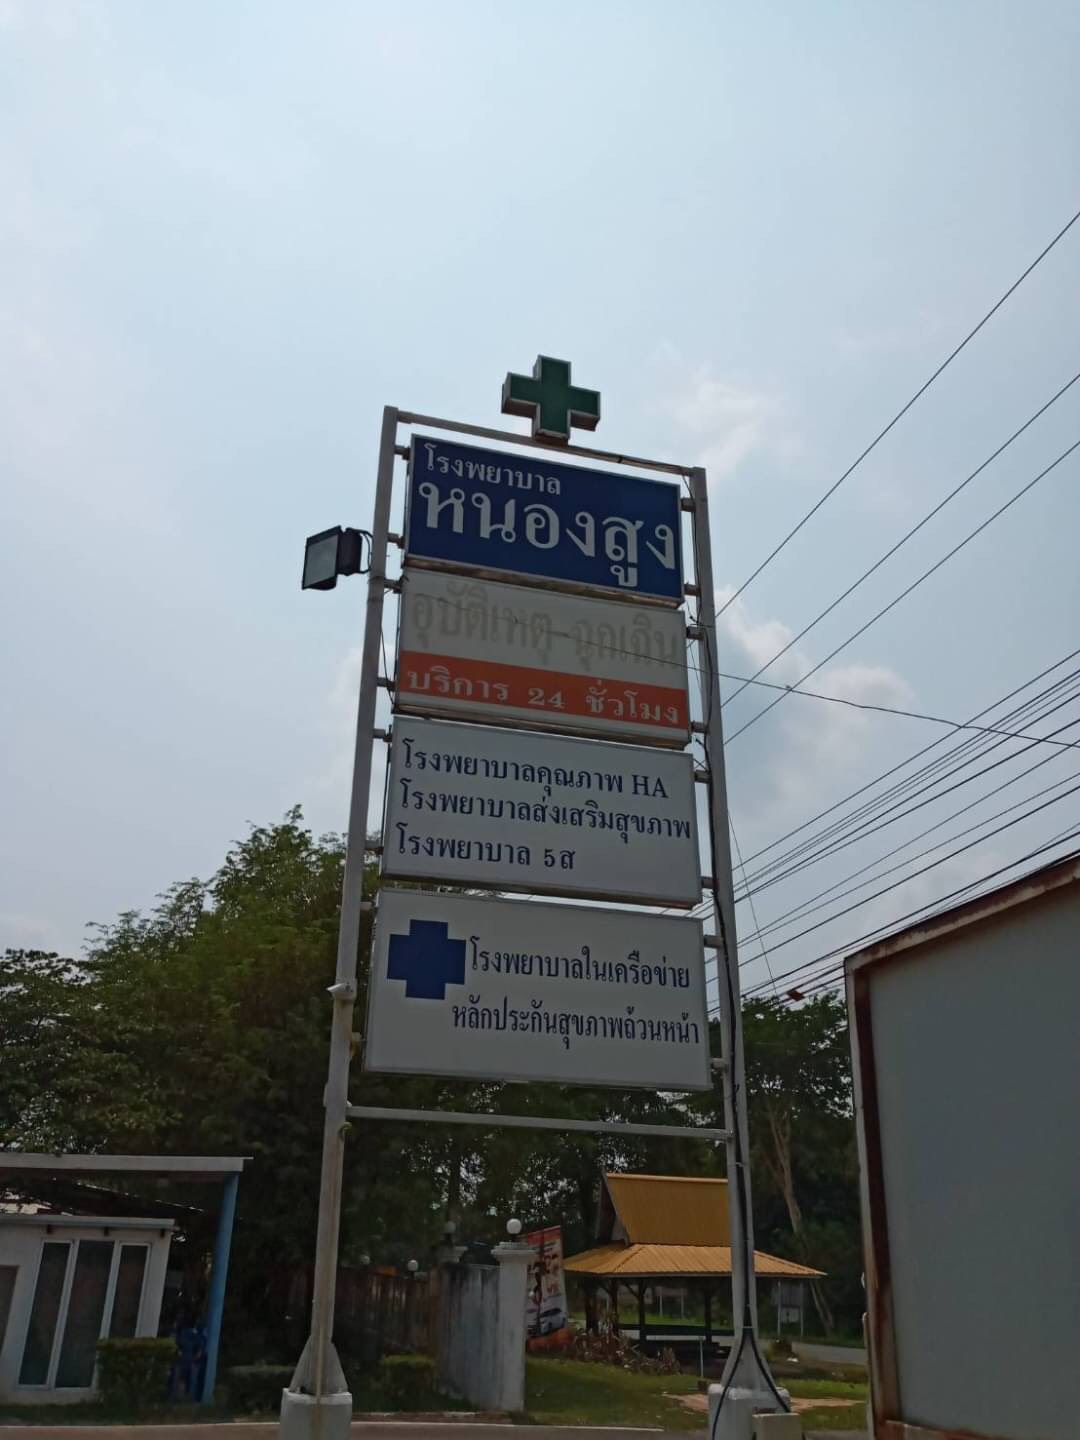 โรงพยาบาล
หนองสูง
อุบัติเหตุ-ฉุกเฉิน
บริการ 24 ชั่วโมง
โรงพยาบาลคุณภาพ HA
โรงพยาบาลส่งเสริมสุขภาพ
โรงพยาบาล 5ส
โรงพยาบาลในเครือข่าย
หลักประกันสุขภาพถ้วนหน้า